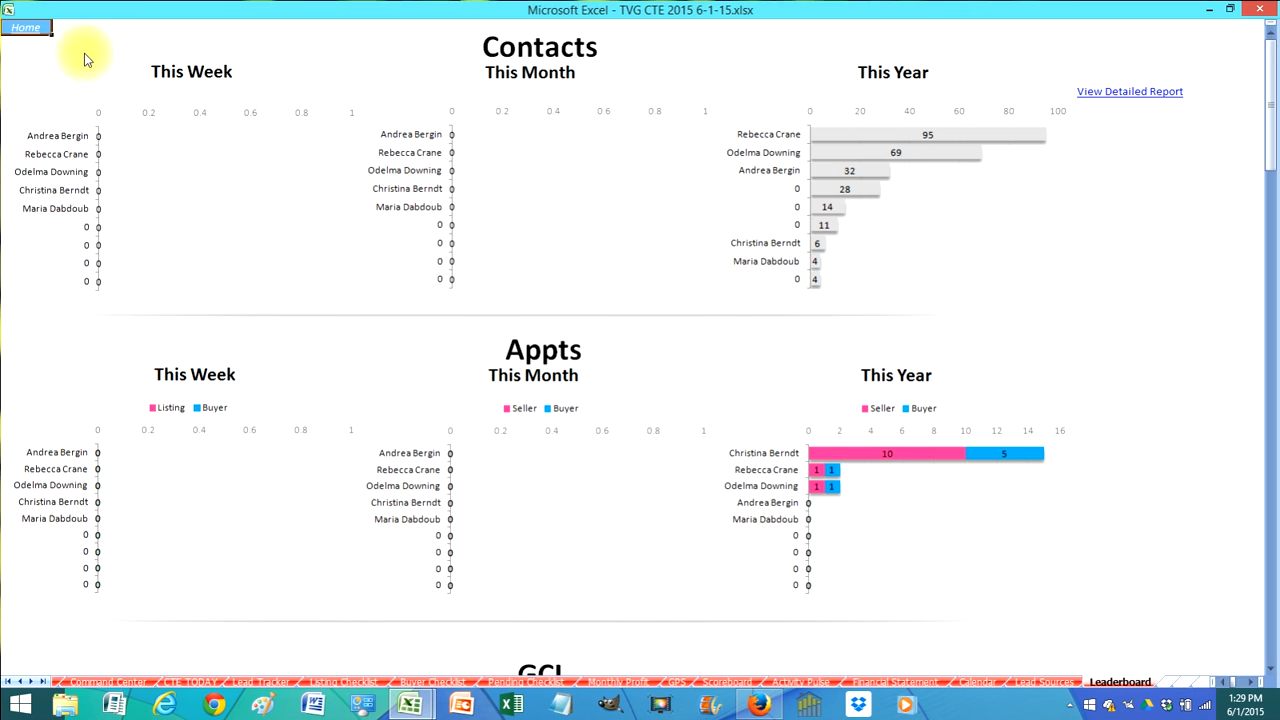 Microsoft Excel - TVG CTE 2015 6-1-15.xlsx
Home
Contacts
This Week
This Month
This Year
View Detailed Report
0 0.2 0.4 0.6 0.8 1
Andrea Bergin 0
Rebecca Crane 0
Odelma Downing 0
Christina Berndt 0
Maria Dabdoub 0
0 0
0 0
0 0
0 0
0 0.2 0.4 0.6 0.8 1
Andrea Bergin 0
Rebecca Crane 0
Odelma Downing 0
Christina Berndt 0
Maria Dabdoub 0
0 0
0 0
0 0
0 0
0 20 40 60 80 100
Rebecca Crane 95
Odelma Downing 69
Andrea Bergin 32
0 28
0 14
0 11
Christina Berndt 6
Maria Dabdoub 4
0 4
Appts
This Week
This Month
This Year
Listing Buyer
Seller Buyer
Seller Buyer
0 0.2 0.4 0.6 0.8 1
Andrea Bergin 0
Rebecca Crane 0
Odelma Downing 0
Christina Berndt 0
Maria Dabdoub 0
0 0
0 0
0 0
0 0
0 0.2 0.4 0.6 0.8 1
Andrea Bergin 0
Rebecca Crane 0
Odelma Downing 0
Christina Berndt 0
Maria Dabdoub 0
0 0
0 0
0 0
0 0
0 2 4 6 8 10 12 14 16
Christina Berndt 10 5
Rebecca Crane 1 1
Odelma Downing 1 1
Andrea Bergin 0
Maria Dabdoub 0
0 0
0 0
0 0
0 0
GCI
Command Center CTE TODAY Lead Tracker Listing Checklist Buyer Checklist Pending Checklist Monthly Profit GPS Scoreboard Activity Pulse Financial Statement Calendar Lead Sources Leaderboard
1:29 PM
6/1/2015